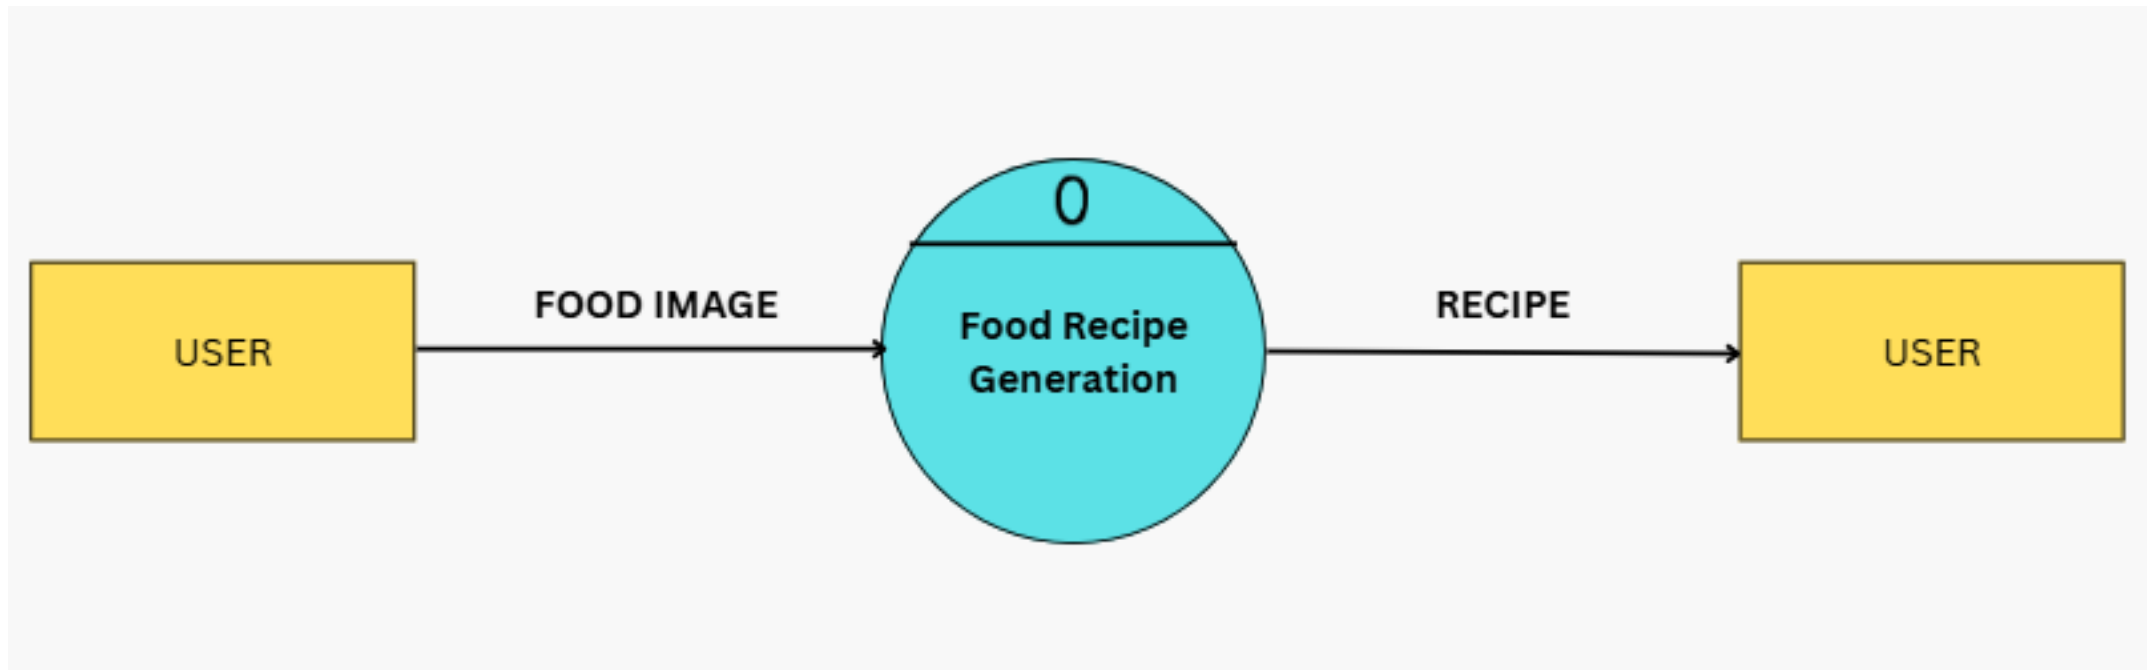 0
USER
FOOD IMAGE
Food Recipe
Generation
RECIPE
USER